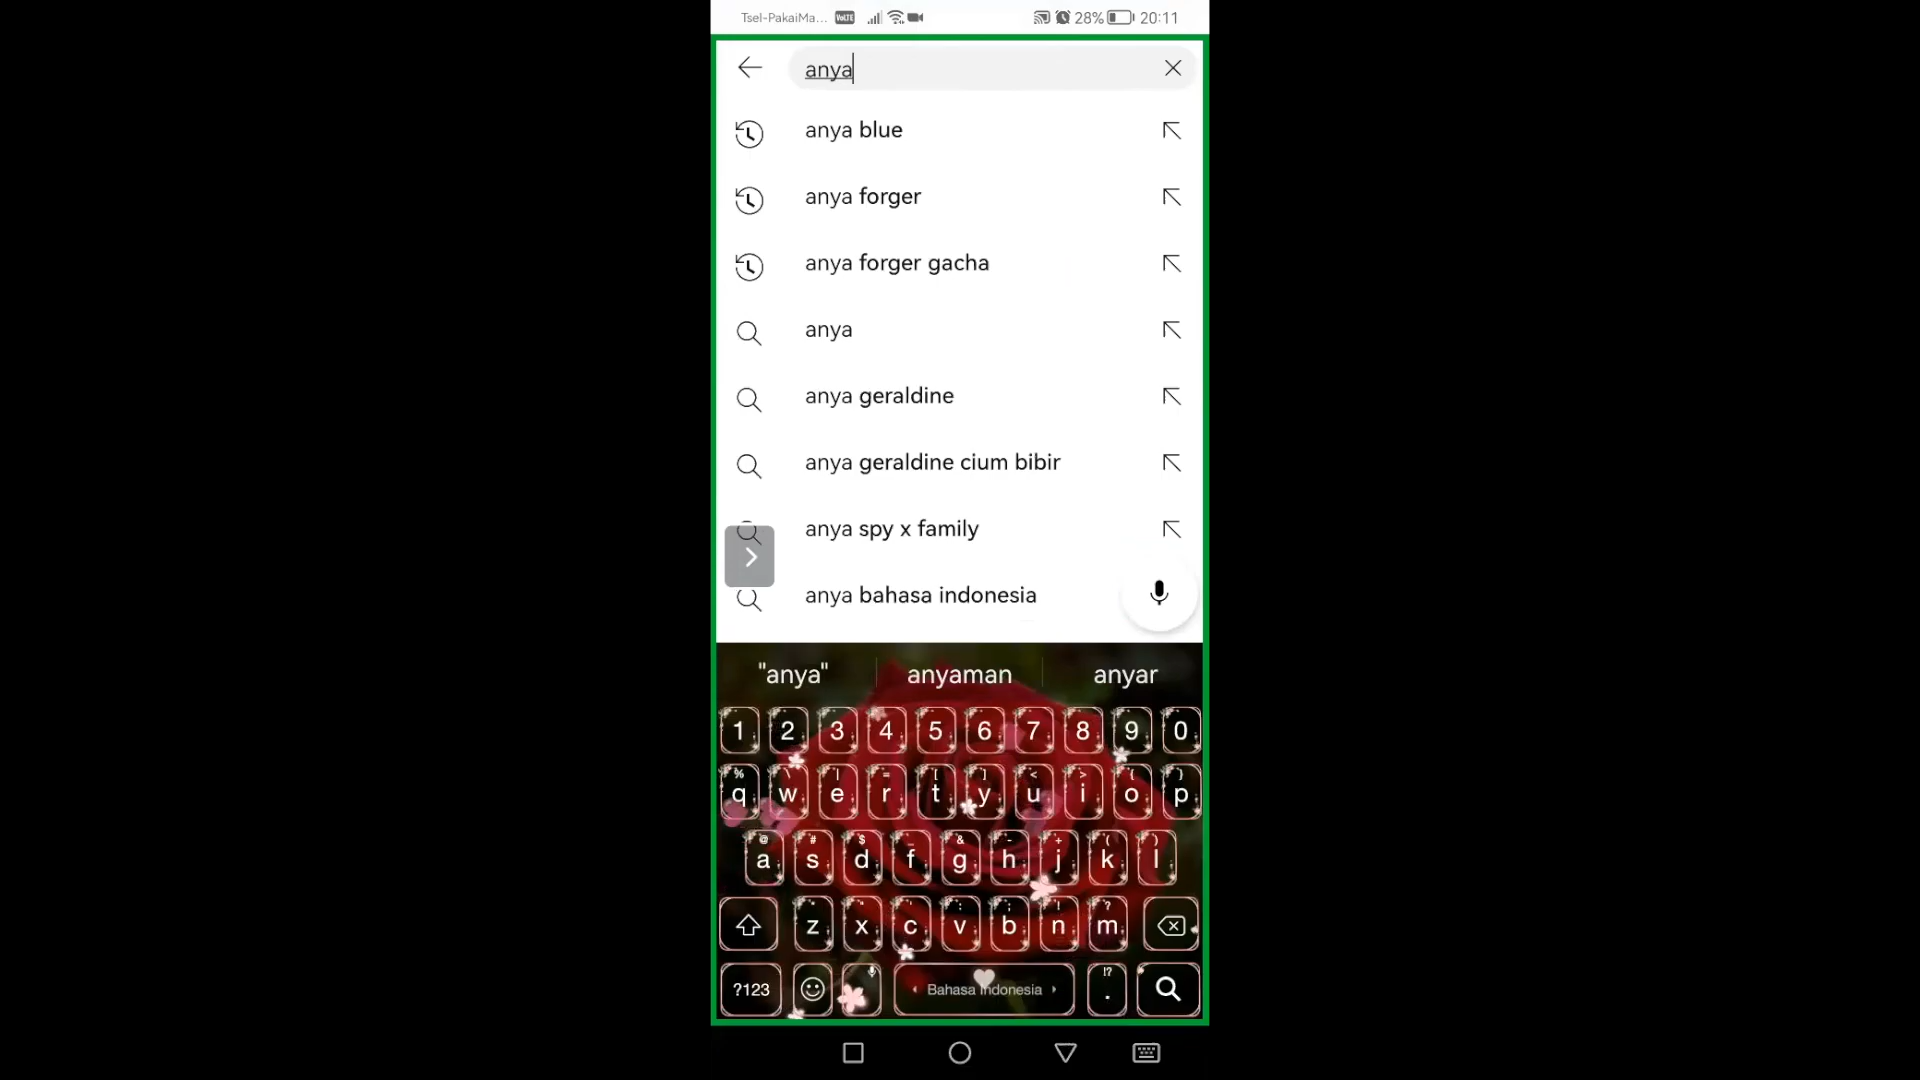 Tsel-PakaiMa... VoLTE 28% 20:11
anya
anya blue
anya forger
anya forger gacha
anya
anya geraldine
anya geraldine cium bibir
anya spy x family
anya bahasa indonesia
"anya" anyaman anyar
1 2 3 4 5 6 7 8 9 0
% \ | = [ ] < > { }
q w e r t y u i o p
@ # $ _ & - + ( )
a s d f g h j k l
* " ' : ; ! ?
z x c v b n m
!?
?123 Bahasa Indonesia .